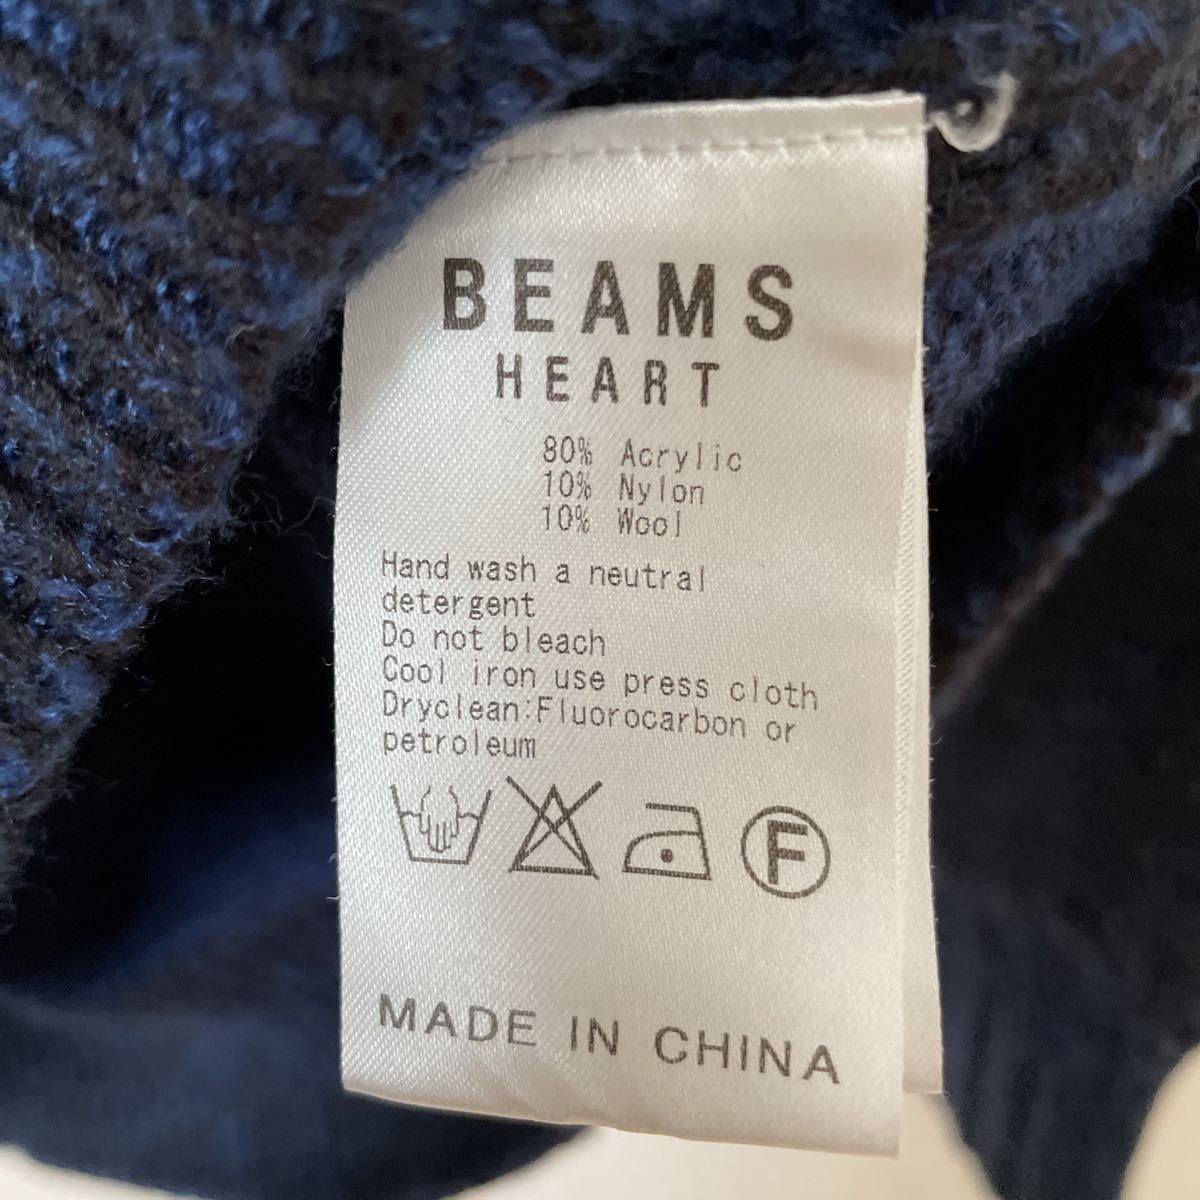 BEAMS
HEART
80% Acrylic
10% Nylon
10% Wool
Hand wash a neutral
detergent
Do not bleach
Cool iron use press cloth
Dryclean:Fluorocarbon or
petroleum
F
MADE IN CHINA